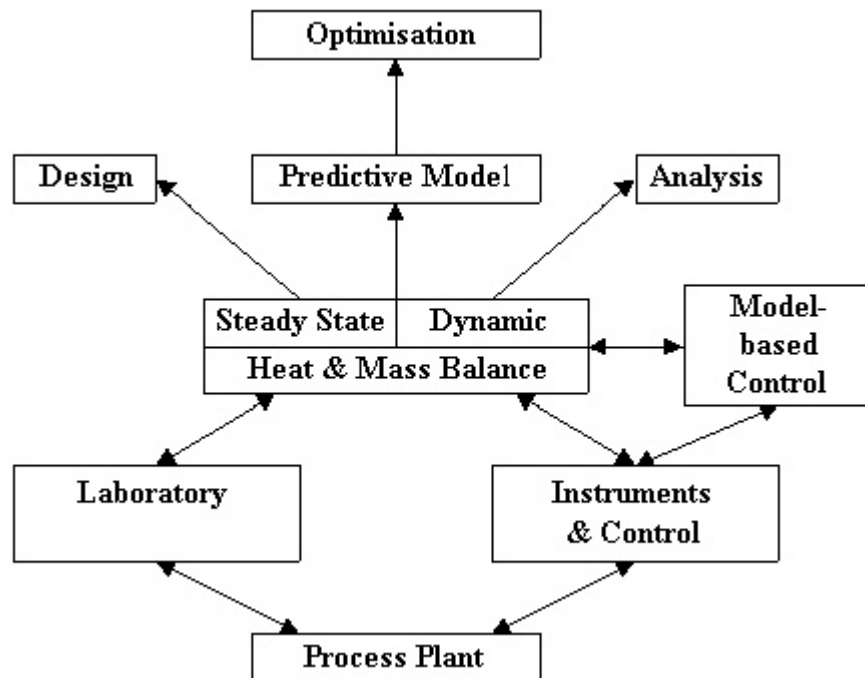 Optimisation
Design
Predictive Model
Analysis
Steady State
Dynamic
Heat & Mass Balance
Model-
based
Control
Laboratory
Instruments
& Control
Process Plant